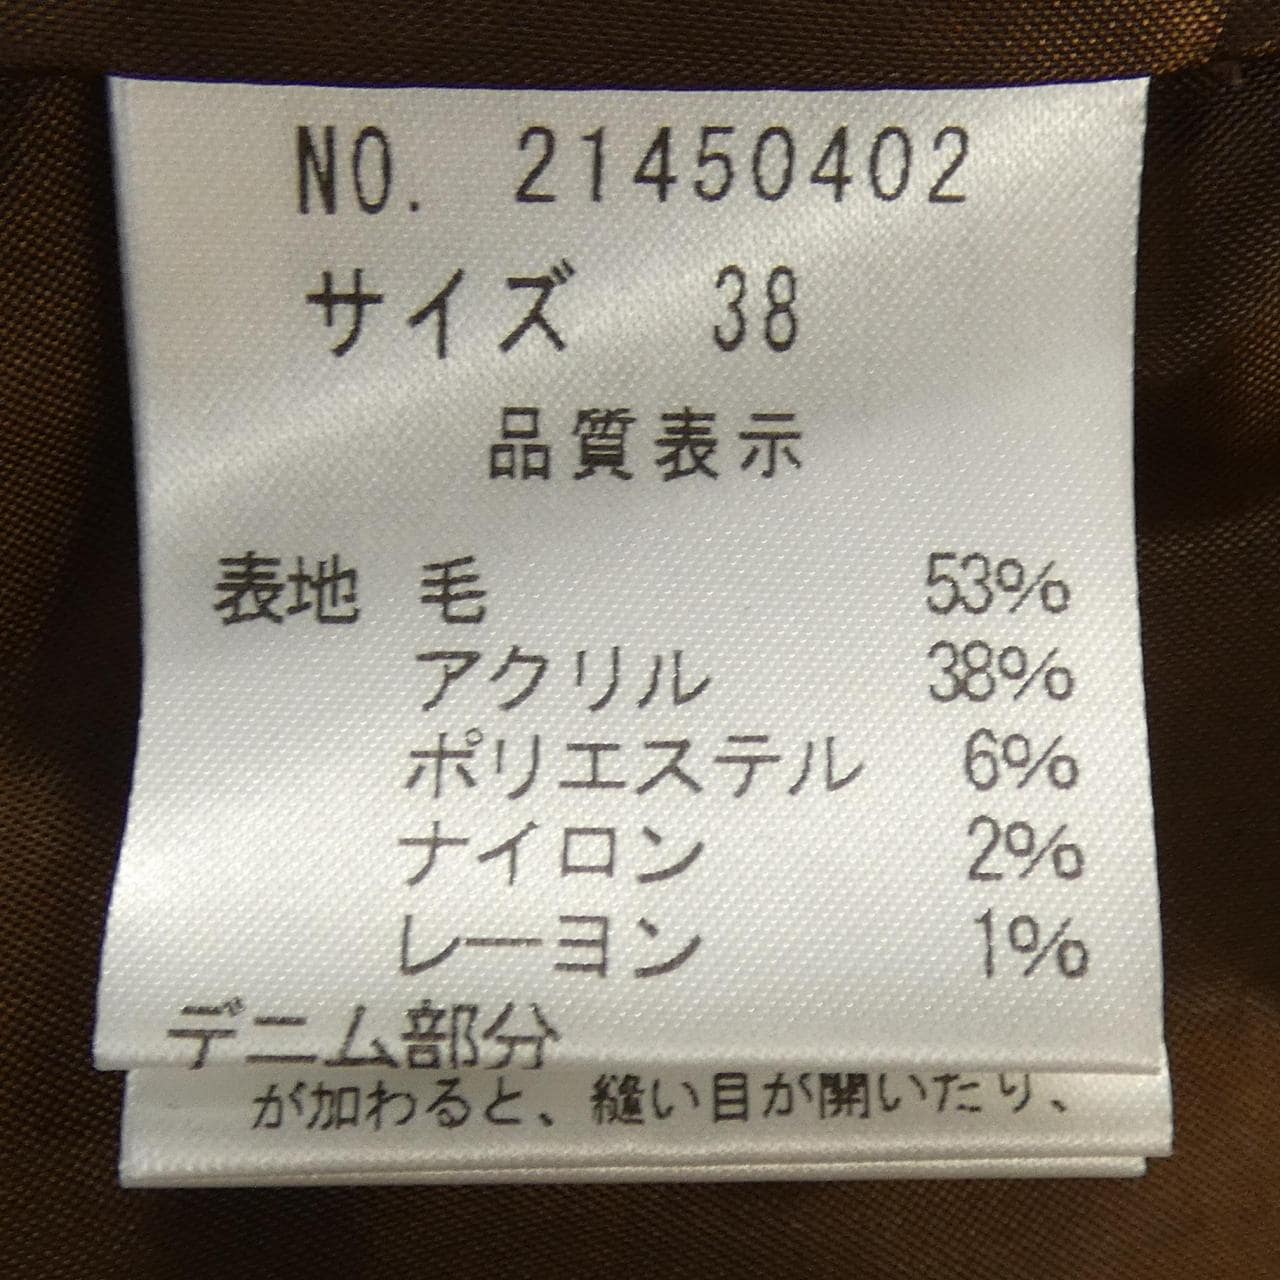 NO. 21450402
サイズ 38
品質表示
表地 毛 53%
アクリル 38%
ポリエステル 6%
ナイロン 2%
レーヨン 1%
デニム部分
が加わると、縫い目が開いたり、